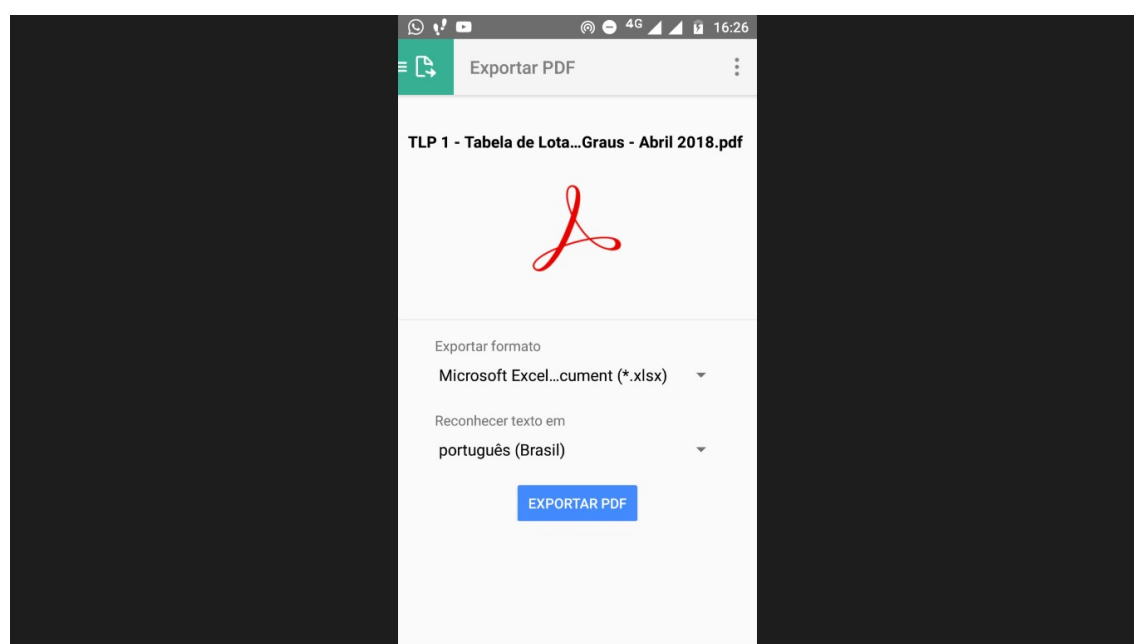 4G 16:26
Exportar PDF
TLP 1 - Tabela de Lota...Graus - Abril 2018.pdf
Exportar formato
Microsoft Excel...cument (*.xlsx)
Reconhecer texto em
português (Brasil)
EXPORTAR PDF